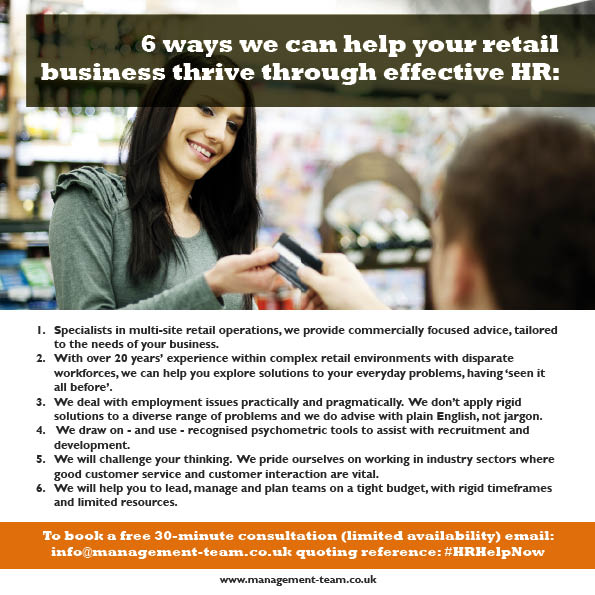 6 ways we can help your retail
business thrive through effective HR:
1. Specialists in multi-site retail operations, we provide commercially focused advice, tailored
to the needs of your business.
2. With over 20 years’ experience within complex retail environments with disparate
workforces, we can help you explore solutions to your everyday problems, having ‘seen it
all before’.
3. We deal with employment issues practically and pragmatically. We don’t apply rigid
solutions to a diverse range of problems and we do advise with plain English, not jargon.
4. We draw on - and use - recognised psychometric tools to assist with recruitment and
development.
5. We will challenge your thinking. We pride ourselves on working in industry sectors where
good customer service and customer interaction are vital.
6. We will help you to lead, manage and plan teams on a tight budget, with rigid timeframes
and limited resources.
To book a free 30-minute consultation (limited availability) email:
info@management-team.co.uk quoting reference: #HRHelpNow
www.management-team.co.uk